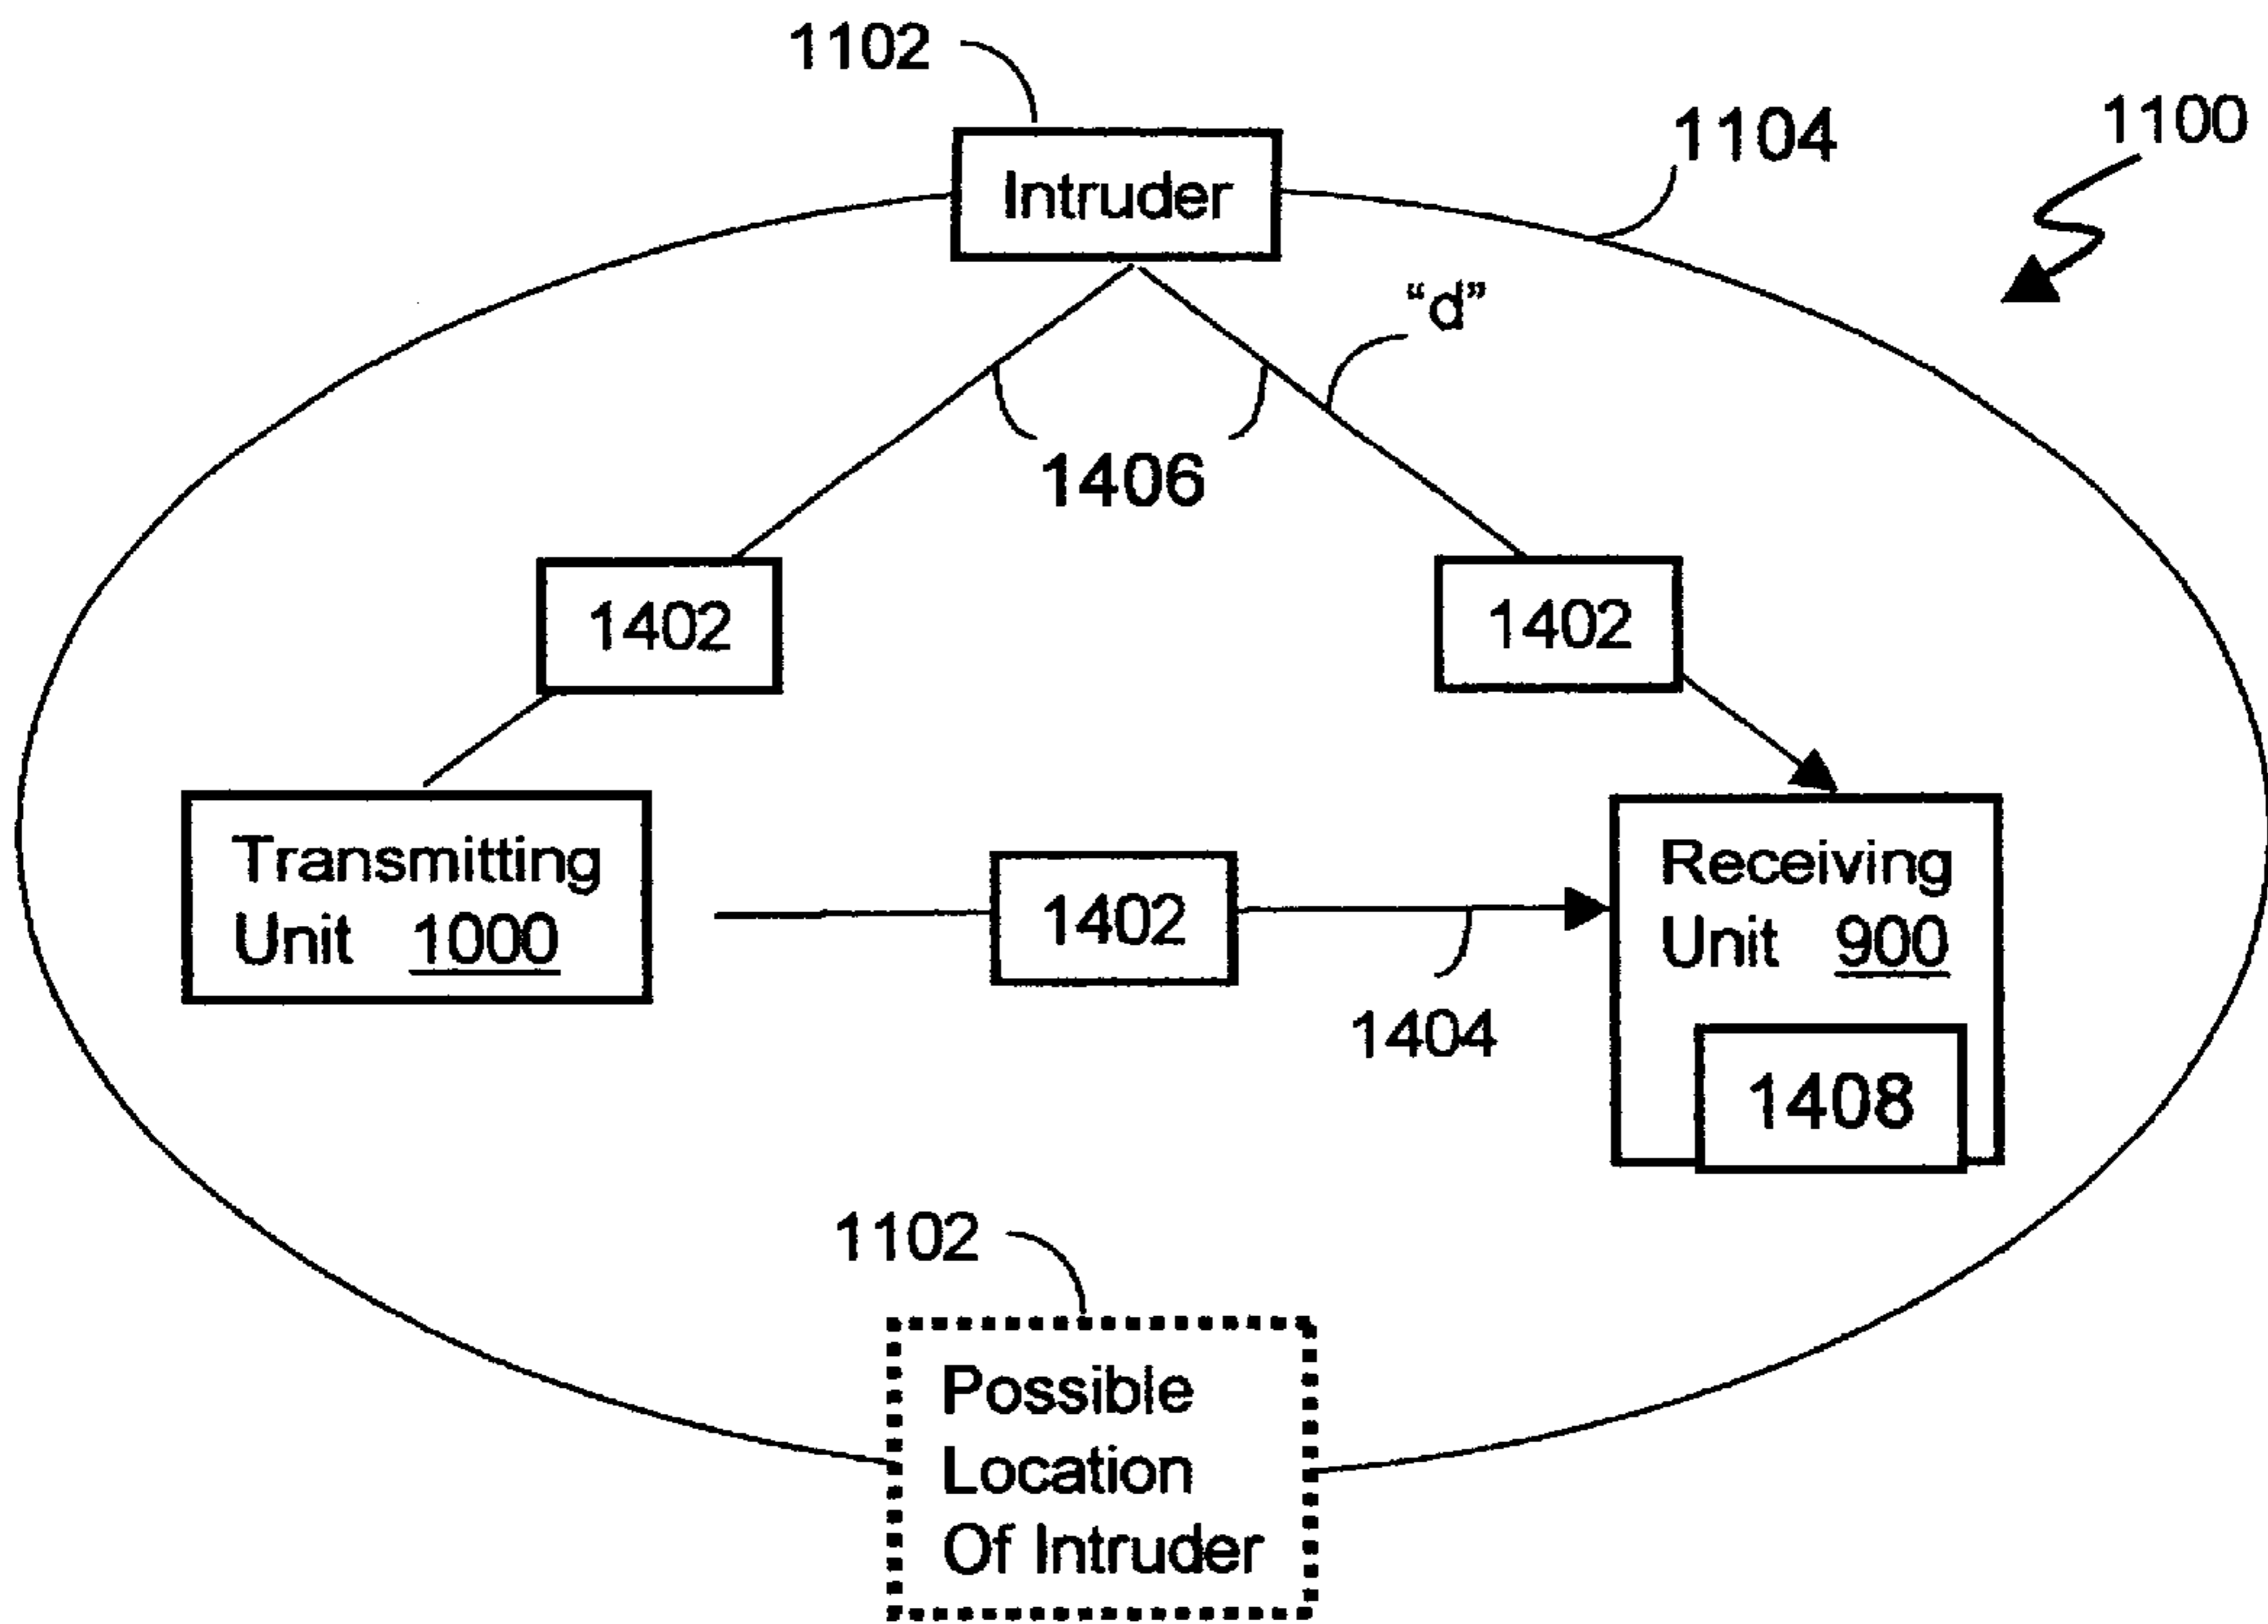 1102
1104
1100
Intruder
“d”
1406
1402
1402
Transmitting
Unit 1000
1402
Receiving
Unit 900
1404
1408
1102
Possible
Location
Of Intruder